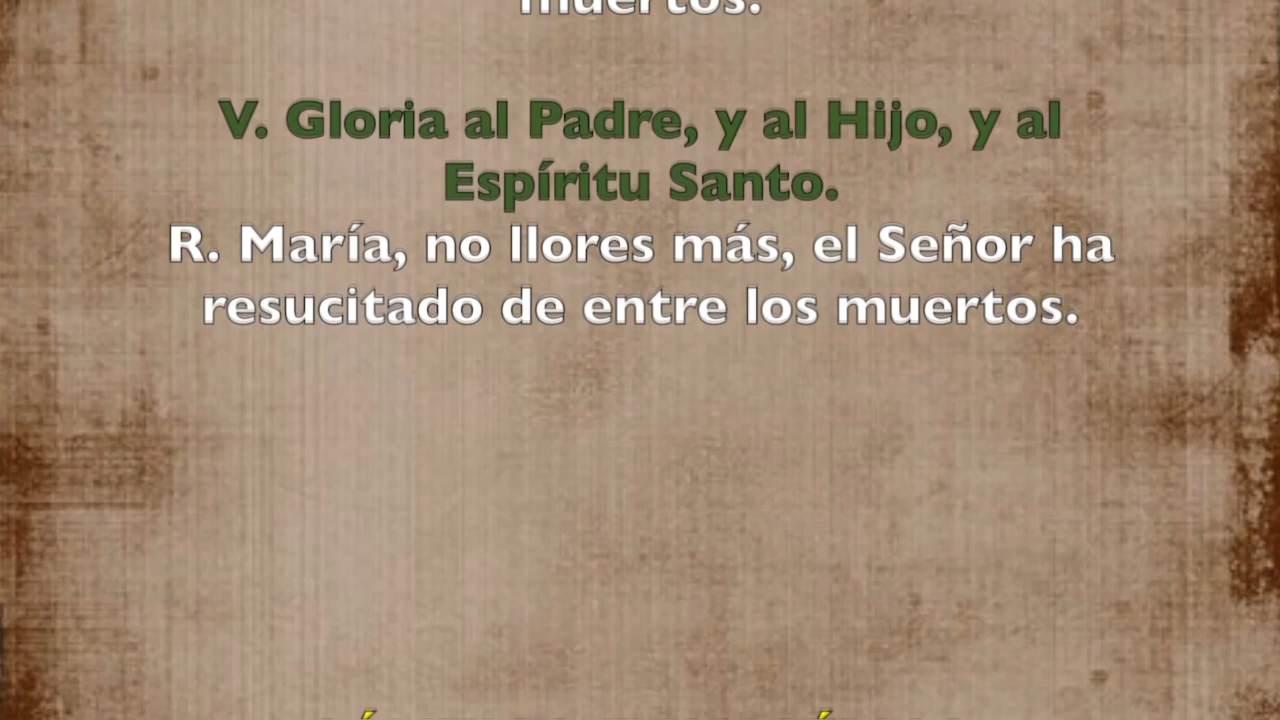 muertos.
V. Gloria al Padre, y al Hijo, y al
Espíritu Santo.
R. María, no llores más, el Señor ha
resucitado de entre los muertos.